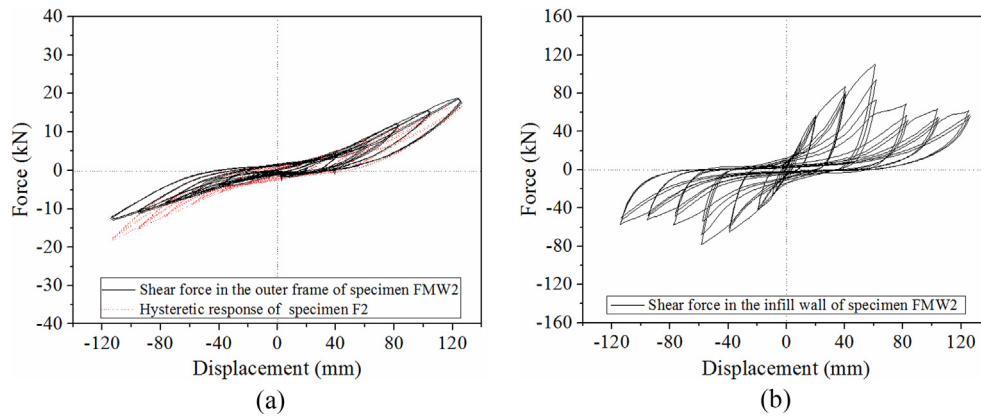 40
30
20
10
0
-10
-20
-30
-40
Force (kN)
-120 -80 -40 0 40 80 120
Displacement (mm)
Shear force in the outer frame of specimen FMW2
Hysteretic response of specimen F2
(a)
160
120
80
40
0
-40
-80
-120
-160
Force (kN)
-120 -80 -40 0 40 80 120
Displacement (mm)
Shear force in the infill wall of specimen FMW2
(b)